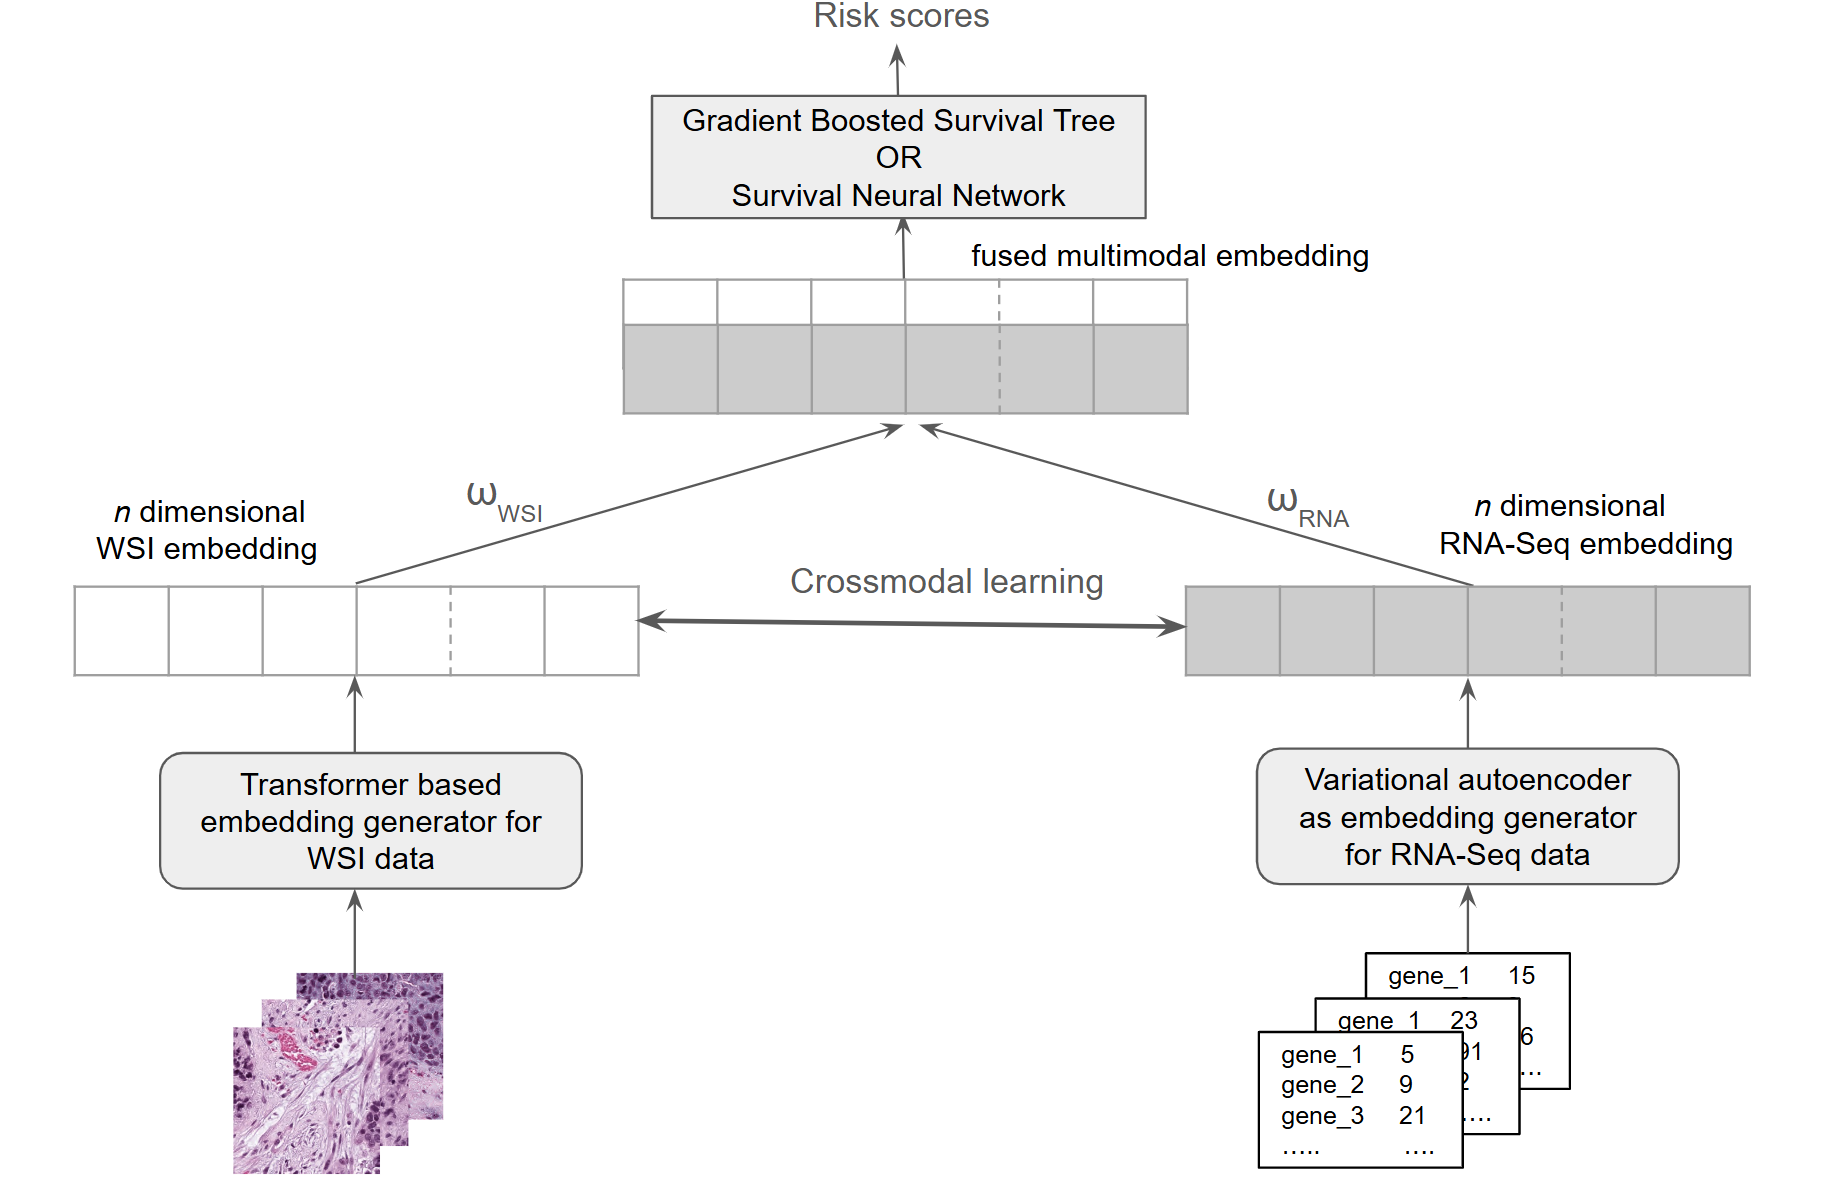 Risk scores
Gradient Boosted Survival Tree
OR
Survival Neural Network
fused multimodal embedding
ω WSI
ω RNA
n dimensional
WSI embedding
n dimensional
RNA-Seq embedding
Crossmodal learning
Transformer based
embedding generator for
WSI data
Variational autoencoder
as embedding generator
for RNA-Seq data
gene_1 15
6
...
gene_1 23
91
2
....
gene_1 5
gene_2 9
gene_3 21
..... ....